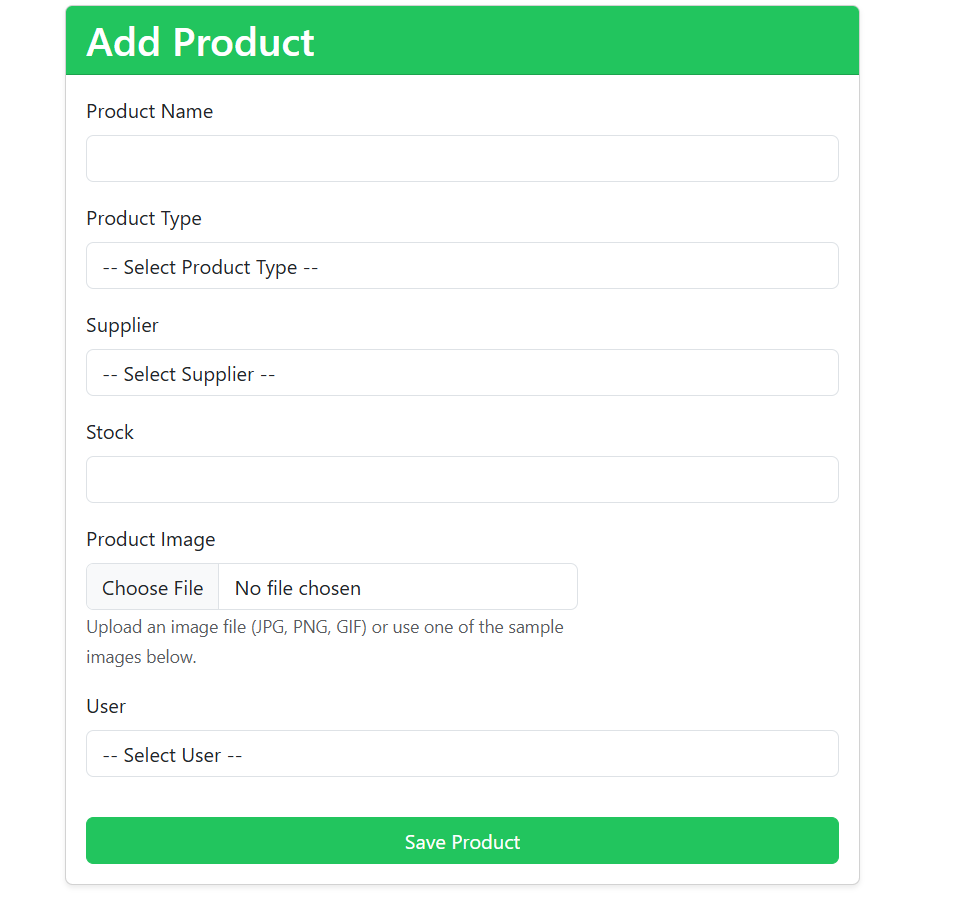 Add Product
Product Name
Product Type
-- Select Product Type --
Supplier
-- Select Supplier --
Stock
Product Image
Choose File No file chosen
Upload an image file (JPG, PNG, GIF) or use one of the sample
images below.
User
-- Select User --
Save Product